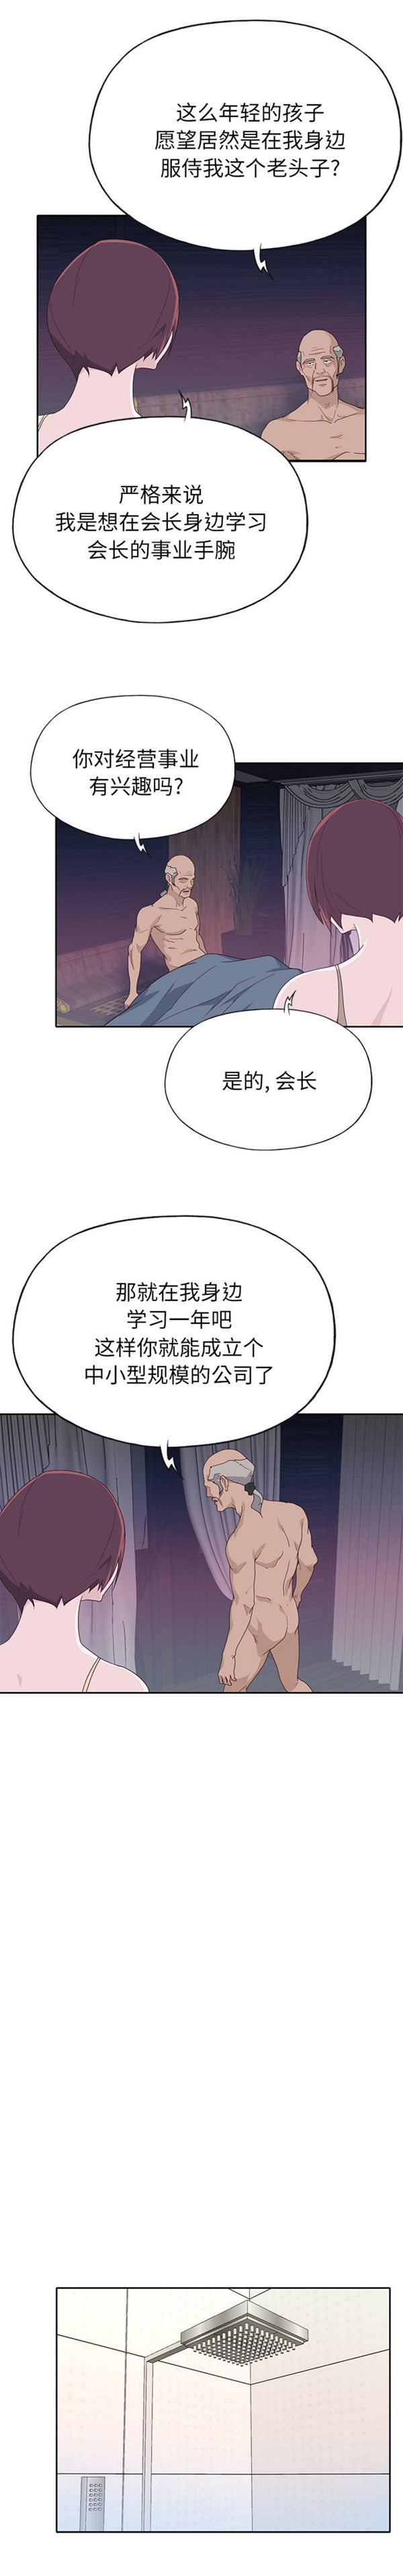 这么年轻的孩子
愿望居然是在我身边
服侍我这个老头子?
严格来说
我是想在会长身边学习
会长的事业手腕
你对经营事业
有兴趣吗?
是的, 会长
那就在我身边
学习一年吧
这样你就能成立个
中小型规模的公司了